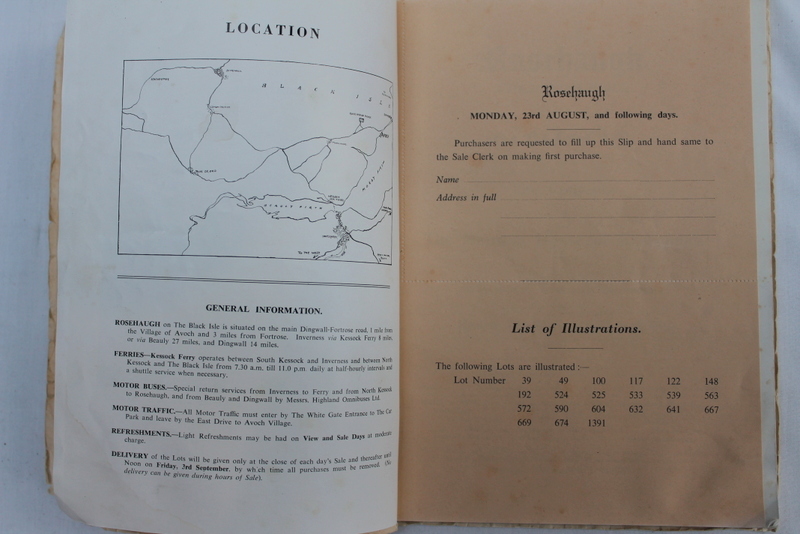 LOCATION
GENERAL INFORMATION.
ROSEHAUGH on The Black Isle is situated on the main Dingwall-Fortrose road, 1 mile from
the Village of Avoch and 3 miles from Fortrose. Inverness via Kessock Ferry 8 miles,
or via Beauly 27 miles, and Dingwall 14 miles.
FERRIES—Kessock Ferry operates between South Kessock and Inverness and between North
Kessock and The Black Isle from 7.30 a.m. till 11.0 p.m. daily at half-hourly intervals and
a shuttle service when necessary.
MOTOR BUSES.—Special return services from Inverness to Ferry and from North Kessock
to Rosehaugh, and from Beauly and Dingwall by Messrs. Highland Omnibuses Ltd.
MOTOR TRAFFIC.—All Motor Traffic must enter by The White Gate Entrance to The Car
Park and leave by the East Drive to Avoch Village.
REFRESHMENTS.—Light Refreshments may be had on View and Sale Days at moderate
charge.
DELIVERY of the Lots will be given only at the close of each day's Sale and thereafter until
Noon on Friday, 3rd September, by which time all purchases must be removed. (No
delivery can be given during hours of Sale).
Rosehaugh
MONDAY, 23rd AUGUST, and following days.
Purchasers are requested to fill up this Slip and hand same to
the Sale Clerk on making first purchase.
Name
Address in full
List of Illustrations.
The following Lots are illustrated :—
Lot Number 39 49 100 117 122 148
192 524 525 533 539 563
572 590 604 632 641 667
669 674 1391